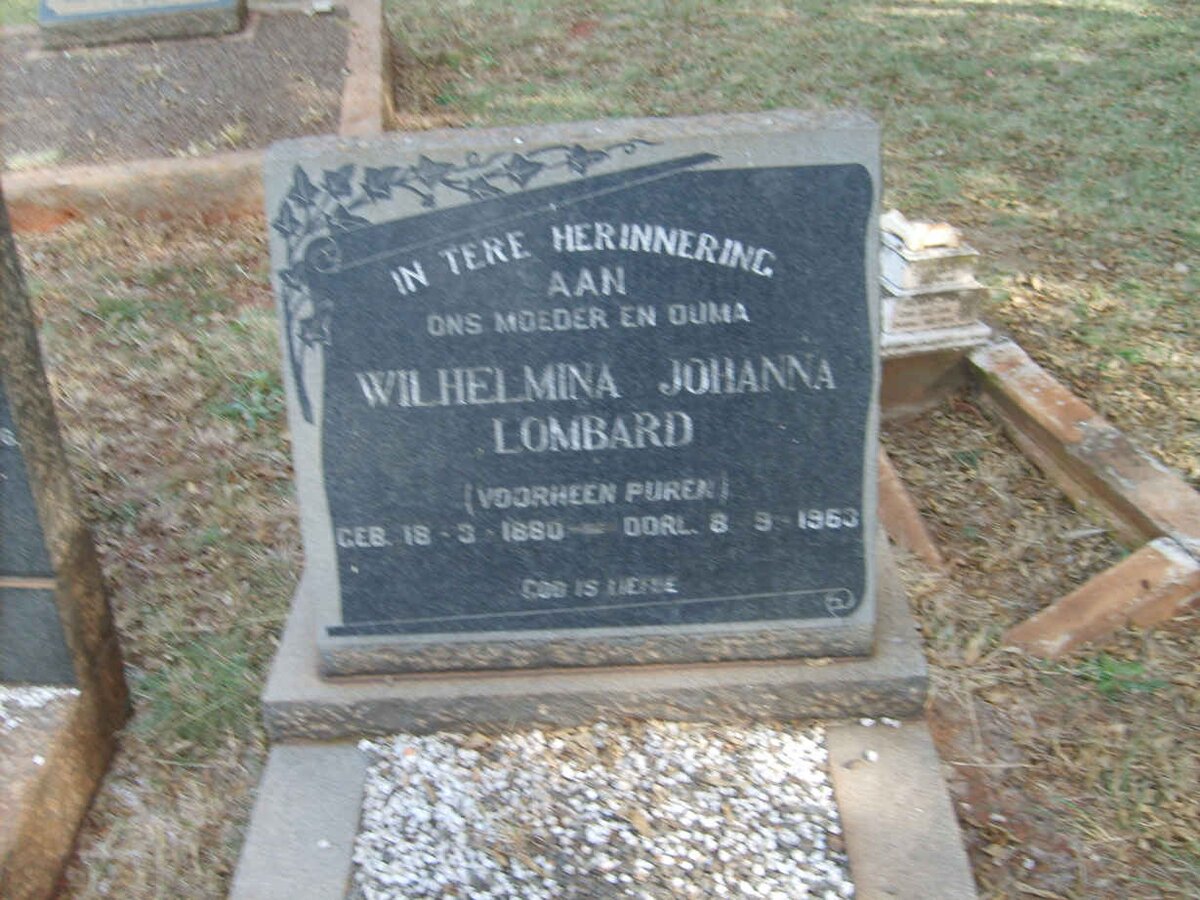 IN TERE HERINNERING
AAN
ONS MOEDER EN OUMA
WILHELMINA JOHANNA
LOMBARD
(VOORHEEN PUREN)
GEB. 18-3-1880 — OORL. 8-9-1963
GOD IS LIEFDE